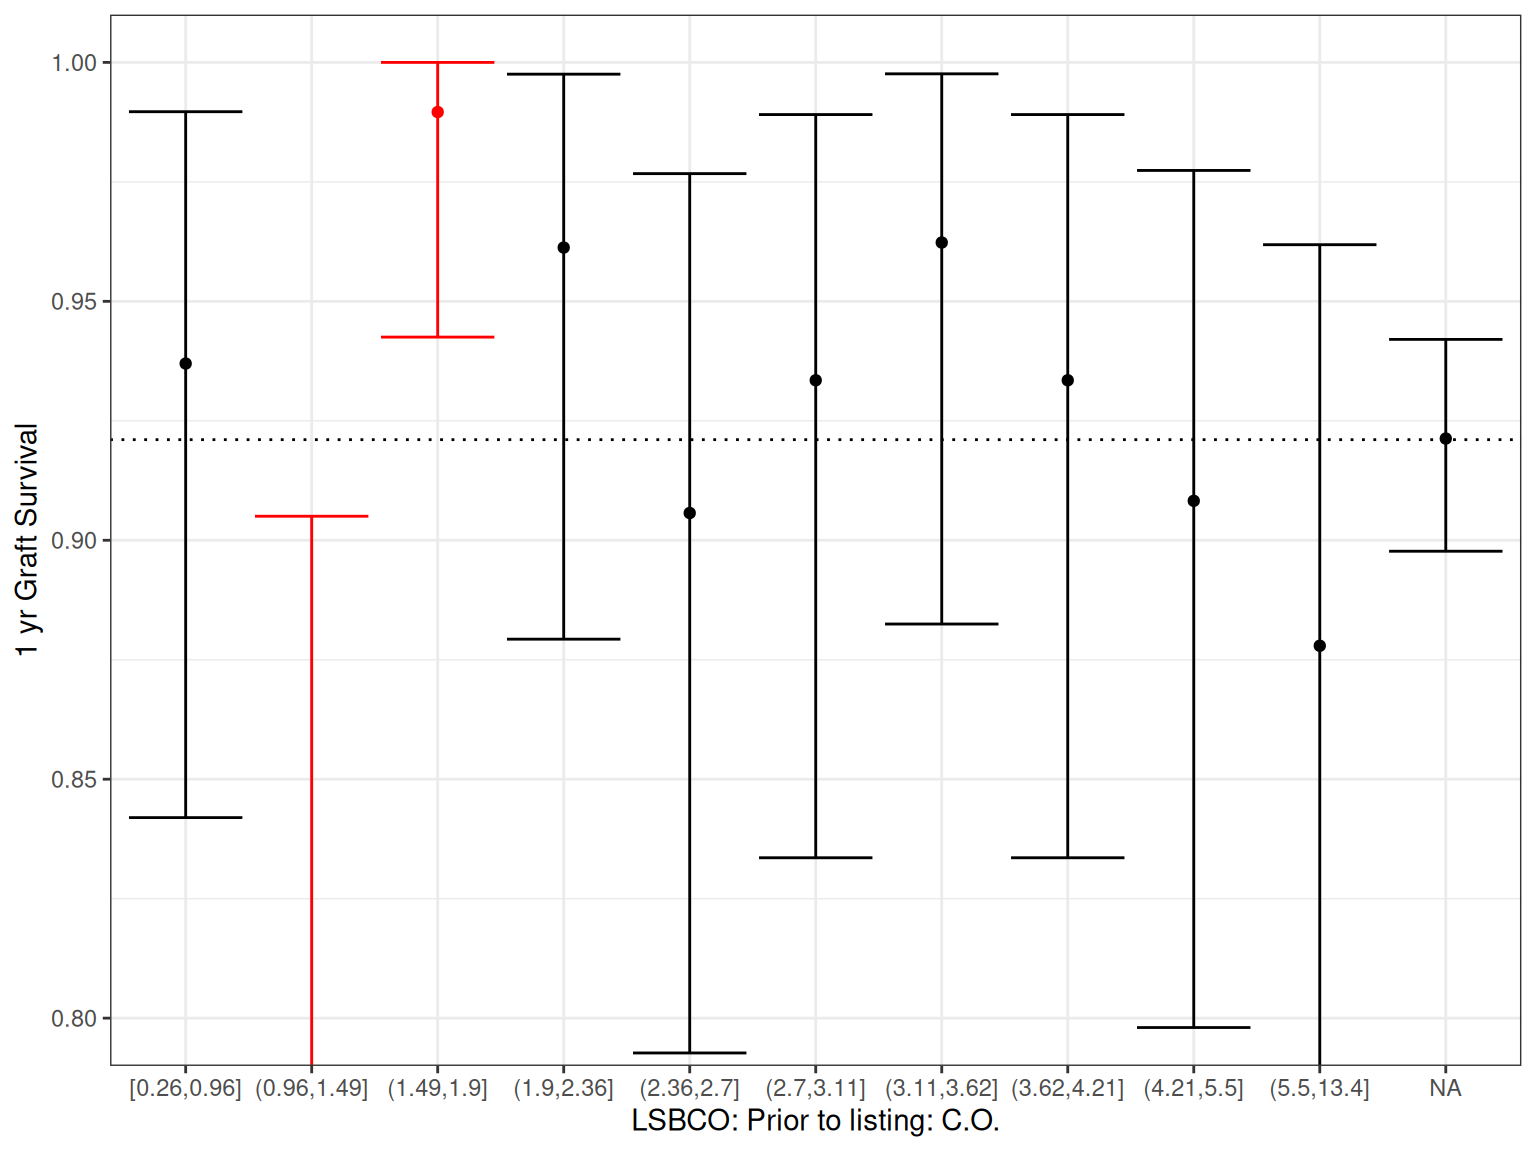 1.00
0.95
0.90
0.85
0.80
1 yr Graft Survival
[0.26,0.96] (0.96,1.49] (1.49,1.9] (1.9,2.36] (2.36,2.7] (2.7,3.11] (3.11,3.62] (3.62,4.21] (4.21,5.5] (5.5,13.4] NA
LSBCO: Prior to listing: C.O.